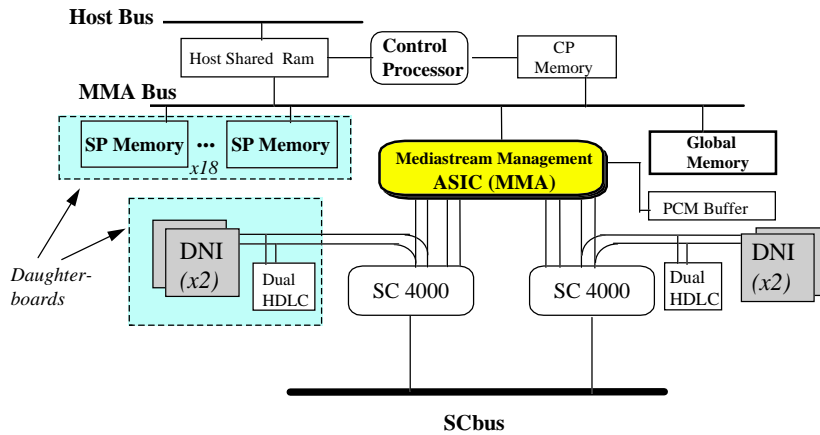 Host Bus
Host Shared Ram
Control
Processor
CP
Memory
MMA Bus
SP Memory
•••
SP Memory
x18
Mediastream Management
ASIC (MMA)
Global
Memory
PCM Buffer
Daughter-
boards
DNI
(x2)
Dual
HDLC
SC 4000
SC 4000
Dual
HDLC
DNI
(x2)
SCbus